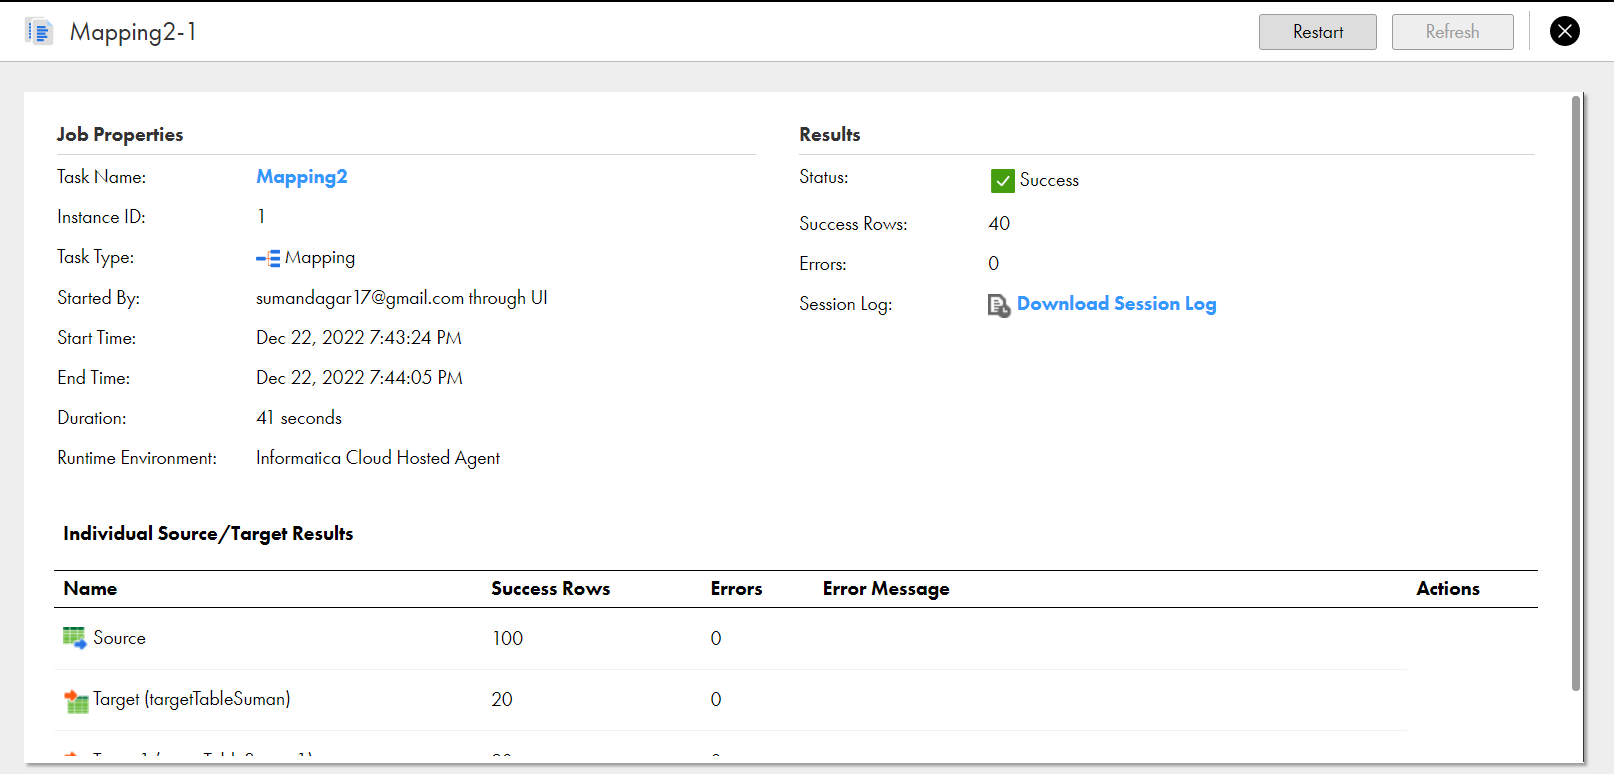 Mapping2-1
Restart
Refresh
Job Properties
Task Name: Mapping2
Instance ID: 1
Task Type: Mapping
Started By: sumandagar17@gmail.com through UI
Start Time: Dec 22, 2022 7:43:24 PM
End Time: Dec 22, 2022 7:44:05 PM
Duration: 41 seconds
Runtime Environment: Informatica Cloud Hosted Agent
Results
Status: Success
Success Rows: 40
Errors: 0
Session Log: Download Session Log
Individual Source/Target Results
Name Success Rows Errors Error Message Actions
Source 100 0
Target (targetTableSuman) 20 0